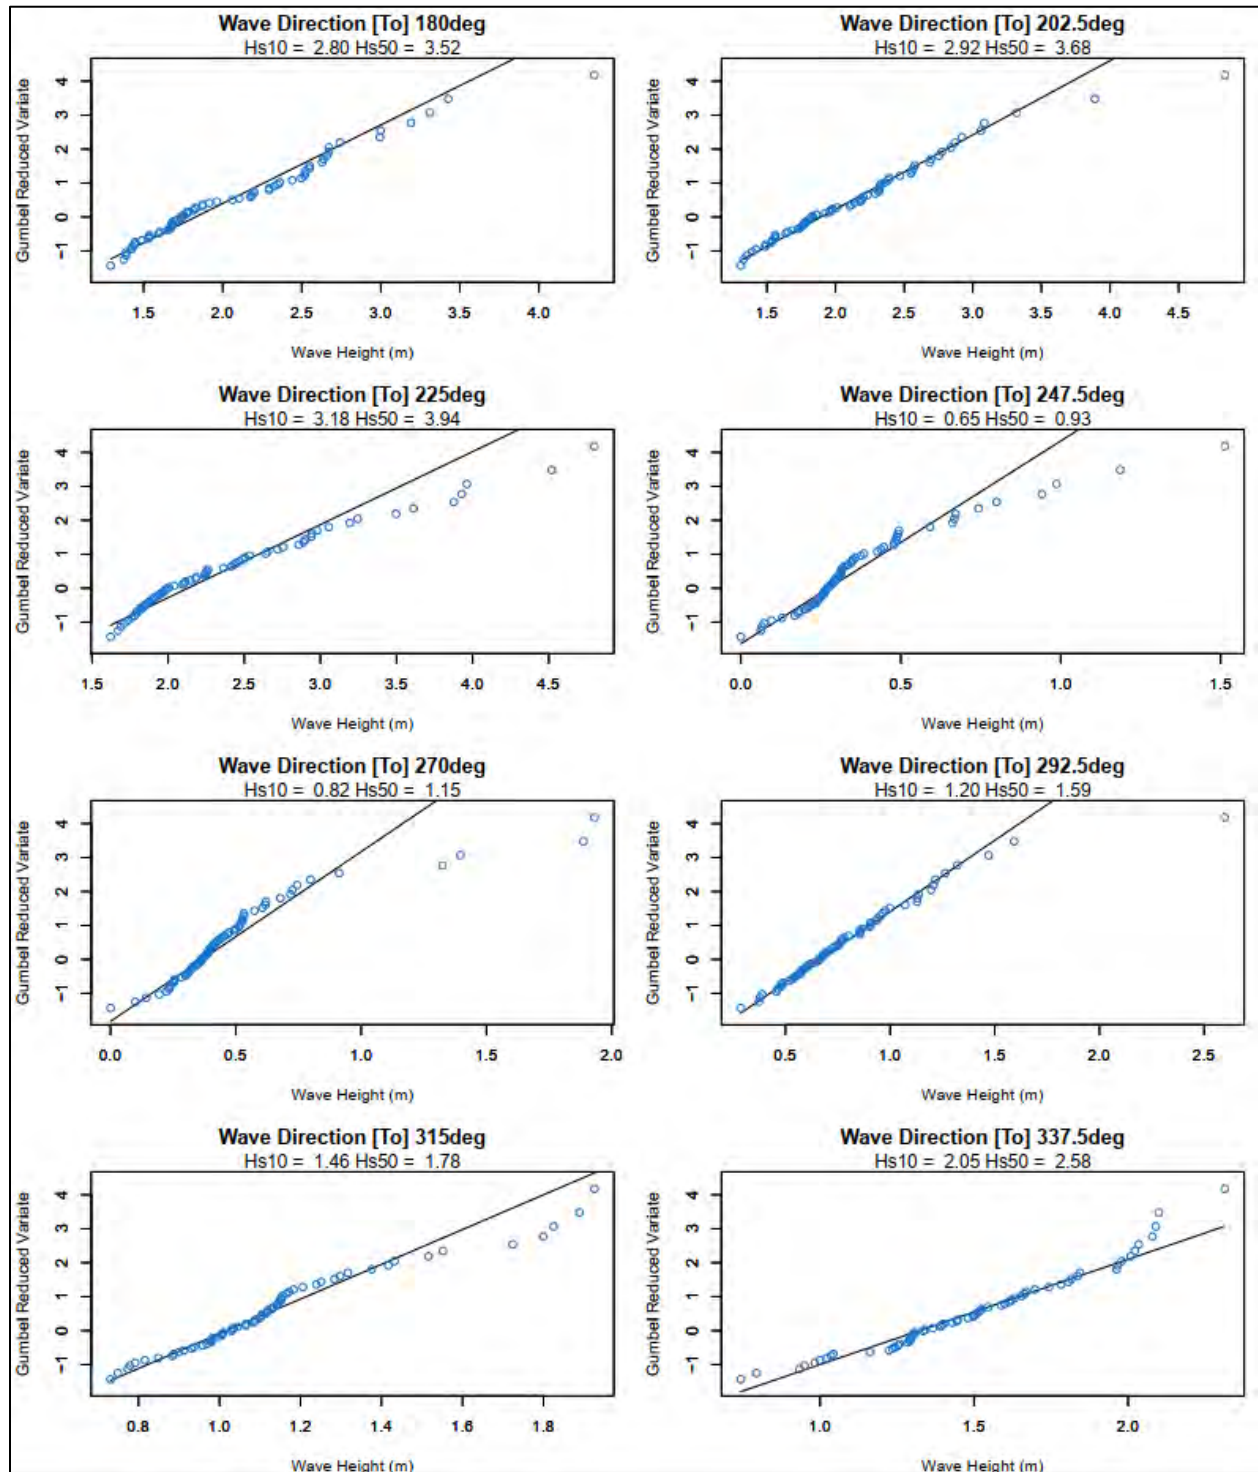 Wave Direction [To] 180deg
Hs10 = 2.80 Hs50 = 3.52
Gumbel Reduced Variate
4
3
2
1
0
−1
1.5 2.0 2.5 3.0 3.5 4.0
Wave Height (m)
Wave Direction [To] 202.5deg
Hs10 = 2.92 Hs50 = 3.68
Gumbel Reduced Variate
4
3
2
1
0
−1
1.5 2.0 2.5 3.0 3.5 4.0 4.5
Wave Height (m)
Wave Direction [To] 225deg
Hs10 = 3.18 Hs50 = 3.94
Gumbel Reduced Variate
4
3
2
1
0
−1
1.5 2.0 2.5 3.0 3.5 4.0 4.5
Wave Height (m)
Wave Direction [To] 247.5deg
Hs10 = 0.65 Hs50 = 0.93
Gumbel Reduced Variate
4
3
2
1
0
−1
0.0 0.5 1.0 1.5
Wave Height (m)
Wave Direction [To] 270deg
Hs10 = 0.82 Hs50 = 1.15
Gumbel Reduced Variate
4
3
2
1
0
−1
0.0 0.5 1.0 1.5 2.0
Wave Height (m)
Wave Direction [To] 292.5deg
Hs10 = 1.20 Hs50 = 1.59
Gumbel Reduced Variate
4
3
2
1
0
−1
0.5 1.0 1.5 2.0 2.5
Wave Height (m)
Wave Direction [To] 315deg
Hs10 = 1.46 Hs50 = 1.78
Gumbel Reduced Variate
4
3
2
1
0
−1
0.8 1.0 1.2 1.4 1.6 1.8
Wave Height (m)
Wave Direction [To] 337.5deg
Hs10 = 2.05 Hs50 = 2.58
Gumbel Reduced Variate
4
3
2
1
0
−1
1.0 1.5 2.0
Wave Height (m)